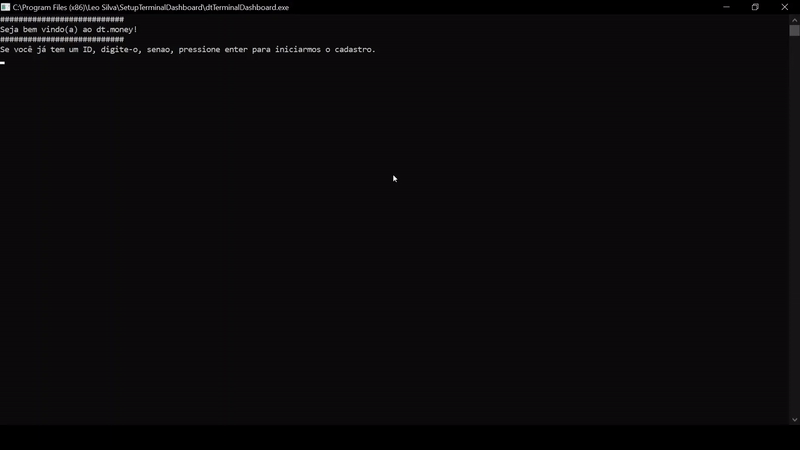 C:\Program Files (x86)\Leo Silva\SetupTerminalDashboard\dtTerminalDashboard.exe
###########################
Seja bem vindo(a) ao dt.money!
###########################
Se você já tem um ID, digite-o, senao, pressione enter para iniciarmos o cadastro.